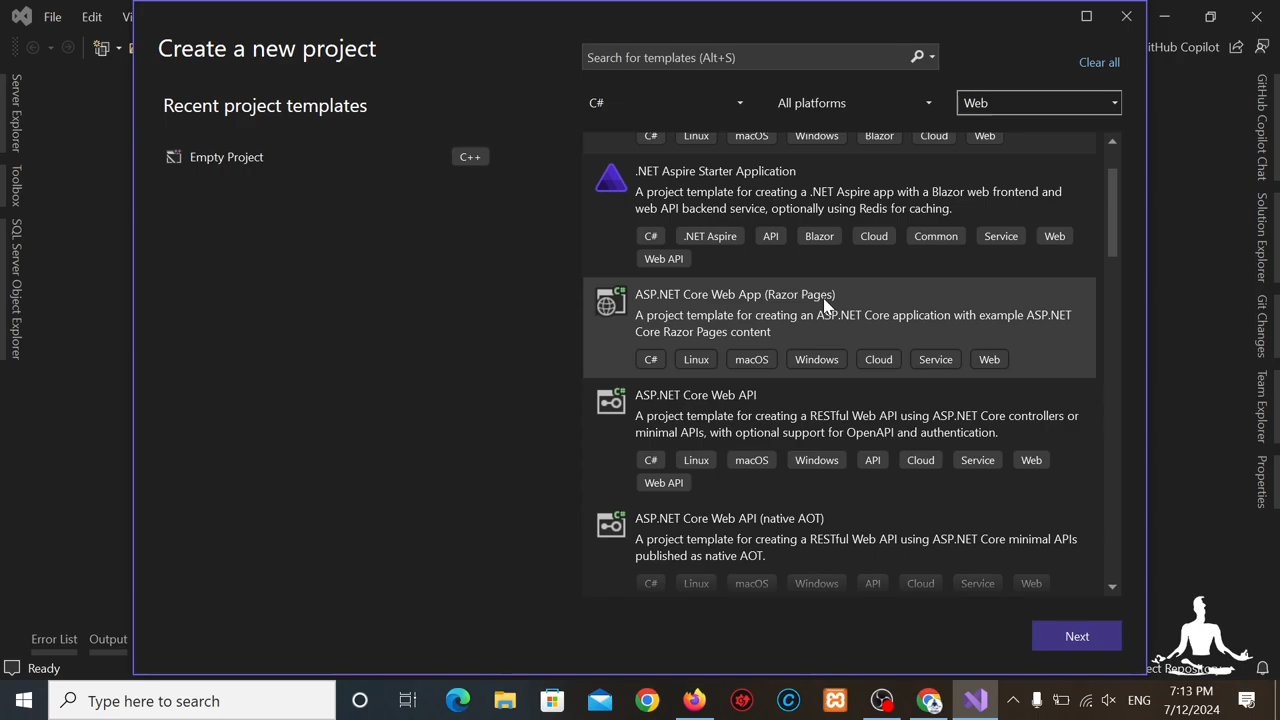 File Edit Vi
Create a new project
Search for templates (Alt+S)
Clear all
itHub Copilot
Recent project templates
C# All platforms Web
Empty Project C++
C# Linux macOS Windows Blazor Cloud Web
.NET Aspire Starter Application
A project template for creating a .NET Aspire app with a Blazor web frontend and
web API backend service, optionally using Redis for caching.
C# .NET Aspire API Blazor Cloud Common Service Web
Web API
ASP.NET Core Web App (Razor Pages)
A project template for creating an ASP.NET Core application with example ASP.NET
Core Razor Pages content
C# Linux macOS Windows Cloud Service Web
ASP.NET Core Web API
A project template for creating a RESTful Web API using ASP.NET Core controllers or
minimal APIs, with optional support for OpenAPI and authentication.
C# Linux macOS Windows API Cloud Service Web
Web API
ASP.NET Core Web API (native AOT)
A project template for creating a RESTful Web API using ASP.NET Core minimal APIs
published as native AOT.
C# Linux macOS Windows API Cloud Service Web
Next
Server Explorer
Toolbox
SQL Server Object Explorer
GitHub Copilot Chat
Solution Explorer
Git Changes
Team Explorer
Properties
Error List Output
Ready
ect Repository
Type here to search
ENG
7:13 PM
7/12/2024